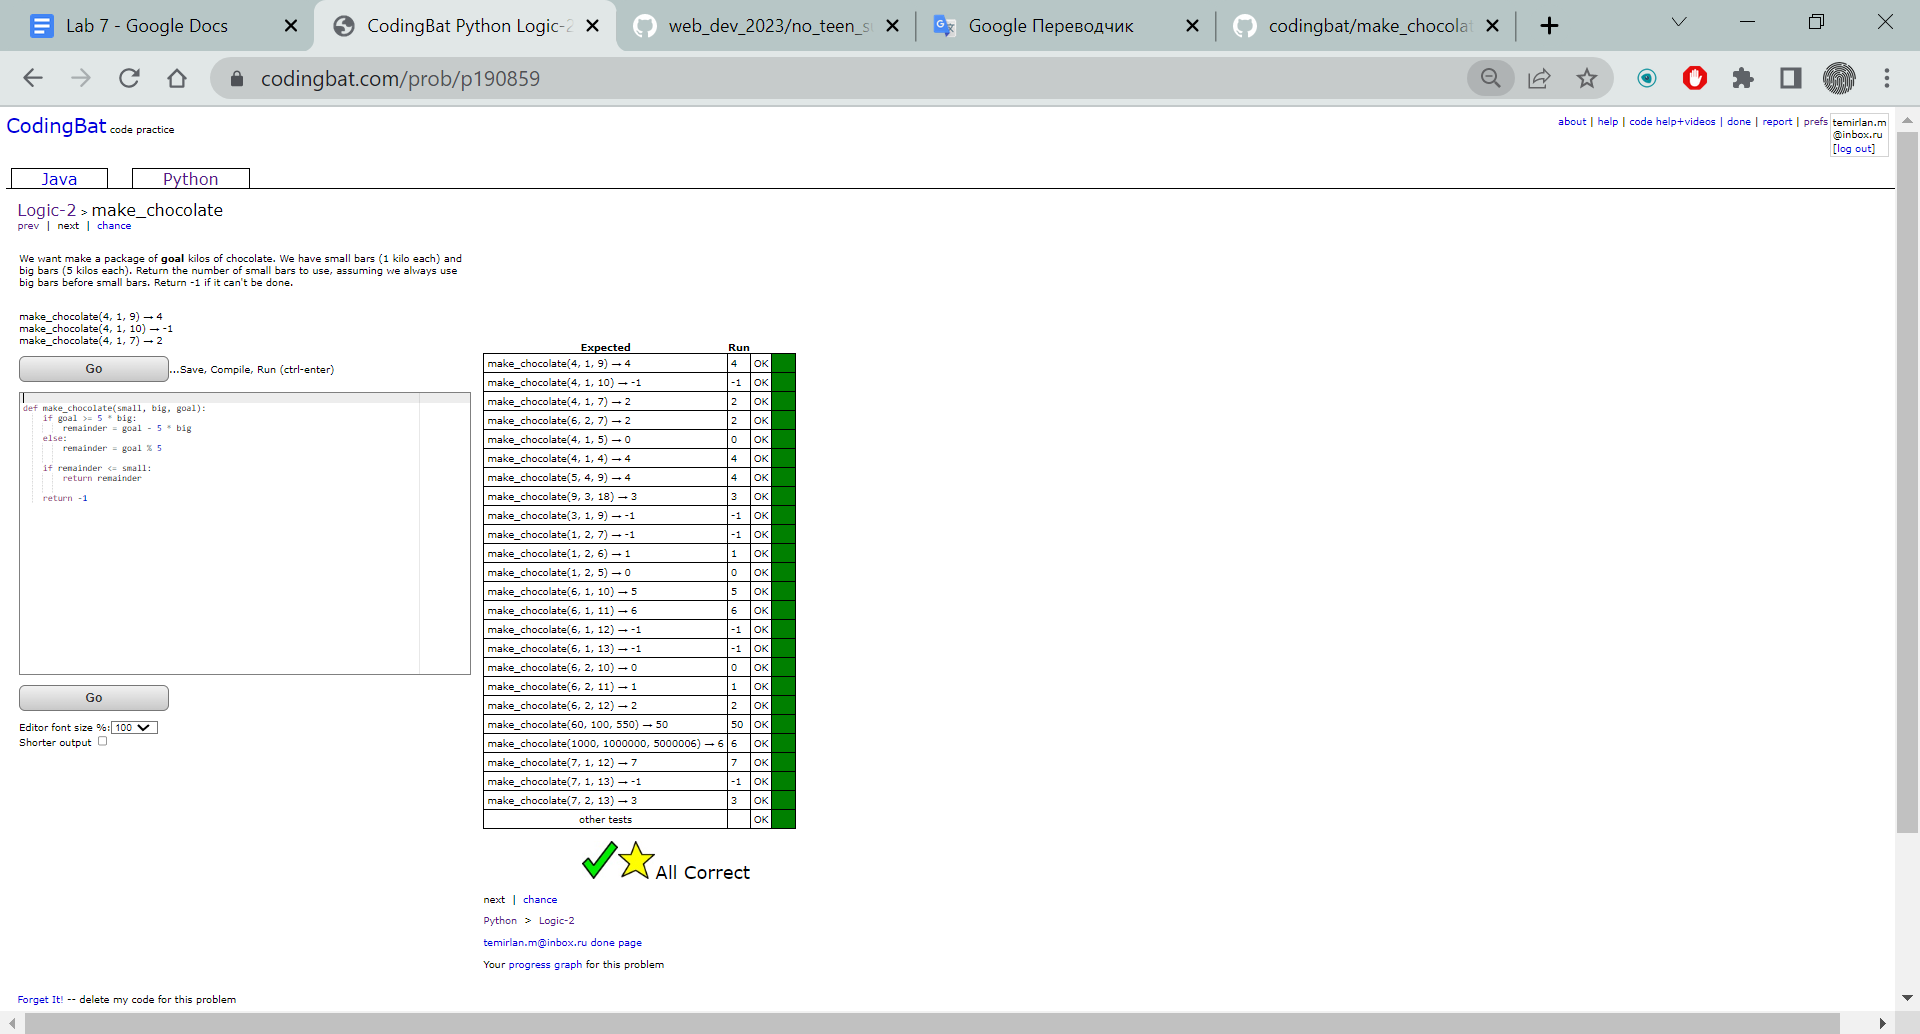 Lab 7 - Google Docs
CodingBat Python Logic-2
web_dev_2023/no_teen_s
Google Переводчик
codingbat/make_chocolat
codingbat.com/prob/p190859
CodingBat code practice
about | help | code help+videos | done | report | prefs
temirlan.m
@inbox.ru
[log out]
Java
Python
Logic-2 > make_chocolate
prev | next | chance
We want make a package of goal kilos of chocolate. We have small bars (1 kilo each) and
big bars (5 kilos each). Return the number of small bars to use, assuming we always use
big bars before small bars. Return -1 if it can't be done.
make_chocolate(4, 1, 9) → 4
make_chocolate(4, 1, 10) → -1
make_chocolate(4, 1, 7) → 2
Go
...Save, Compile, Run (ctrl-enter)
def make_chocolate(small, big, goal):
    if goal >= 5 * big:
        remainder = goal - 5 * big
    else:
        remainder = goal % 5
    if remainder <= small:
        return remainder
    return -1
Go
Editor font size %: 100
Shorter output
Expected Run
make_chocolate(4, 1, 9) → 4 4 OK
make_chocolate(4, 1, 10) → -1 -1 OK
make_chocolate(4, 1, 7) → 2 2 OK
make_chocolate(6, 2, 7) → 2 2 OK
make_chocolate(4, 1, 5) → 0 0 OK
make_chocolate(4, 1, 4) → 4 4 OK
make_chocolate(5, 4, 9) → 4 4 OK
make_chocolate(9, 3, 18) → 3 3 OK
make_chocolate(3, 1, 9) → -1 -1 OK
make_chocolate(1, 2, 7) → -1 -1 OK
make_chocolate(1, 2, 6) → 1 1 OK
make_chocolate(1, 2, 5) → 0 0 OK
make_chocolate(6, 1, 10) → 5 5 OK
make_chocolate(6, 1, 11) → 6 6 OK
make_chocolate(6, 1, 12) → -1 -1 OK
make_chocolate(6, 1, 13) → -1 -1 OK
make_chocolate(6, 2, 10) → 0 0 OK
make_chocolate(6, 2, 11) → 1 1 OK
make_chocolate(6, 2, 12) → 2 2 OK
make_chocolate(60, 100, 550) → 50 50 OK
make_chocolate(1000, 1000000, 5000006) → 6 6 OK
make_chocolate(7, 1, 12) → 7 7 OK
make_chocolate(7, 1, 13) → -1 -1 OK
make_chocolate(7, 2, 13) → 3 3 OK
other tests OK
All Correct
next | chance
Python > Logic-2
temirlan.m@inbox.ru done page
Your progress graph for this problem
Forget It! -- delete my code for this problem